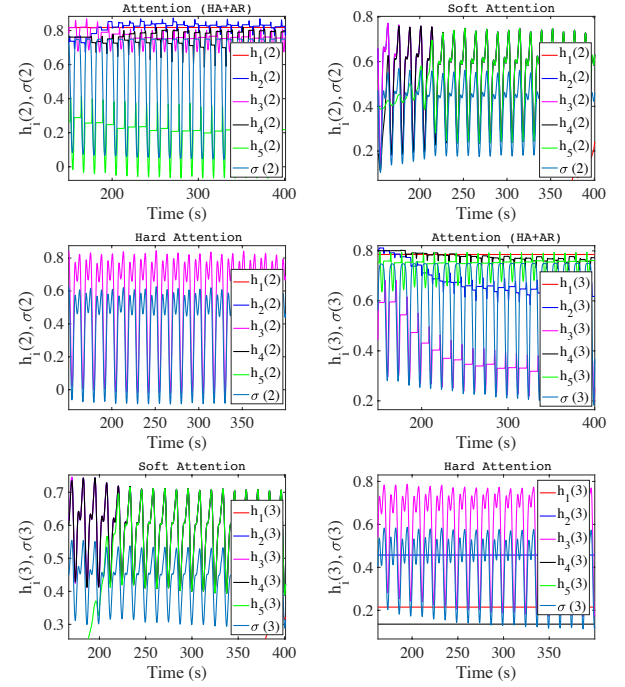 Attention (HA+AR)
h_i(2), σ(2)
0.8
0.6
0.4
0.2
0
200 250 300 350 400
Time (s)
h_1(2)
h_2(2)
h_3(2)
h_4(2)
h_5(2)
σ (2)
Soft Attention
h_i(2), σ(2)
0.8
0.6
0.4
0.2
0
200 250 300 350 400
Time (s)
h_1(2)
h_2(2)
h_3(2)
h_4(2)
h_5(2)
σ (2)
Hard Attention
h_i(2), σ(2)
0.8
0.6
0.4
0.2
0
200 250 300 350
Time (s)
h_1(2)
h_2(2)
h_3(2)
h_4(2)
h_5(2)
σ (2)
Attention (HA+AR)
h_i(3), σ(3)
0.8
0.6
0.4
0.2
200 250 300 350 400
Time (s)
h_1(3)
h_2(3)
h_3(3)
h_4(3)
h_5(3)
σ (3)
Soft Attention
h_i(3), σ(3)
0.7
0.6
0.5
0.4
0.3
200 250 300 350 400
Time (s)
h_1(3)
h_2(3)
h_3(3)
h_4(3)
h_5(3)
σ (3)
Hard Attention
h_i(3), σ(3)
0.8
0.6
0.4
0.2
200 250 300 350
Time (s)
h_1(3)
h_2(3)
h_3(3)
h_4(3)
h_5(3)
σ (3)